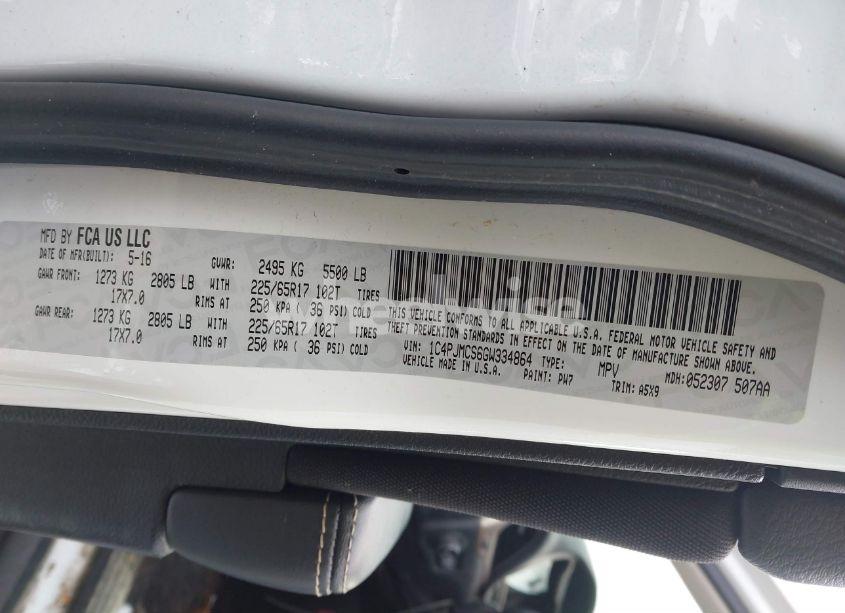 MFD BY FCA US LLC
DATE OF MFR(BUILT): 5-16
GVWR: 2495 KG 5500 LB
GAWR FRONT: 1273 KG 2805 LB WITH 225/65R17 102T TIRES
17X7.0 RIMS AT 250 KPA ( 36 PSI) COLD
GAWR REAR: 1273 KG 2805 LB WITH 225/65R17 102T TIRES
17X7.0 RIMS AT 250 KPA ( 36 PSI) COLD
THIS VEHICLE CONFORMS TO ALL APPLICABLE U.S.A. FEDERAL MOTOR VEHICLE SAFETY AND
THEFT PREVENTION STANDARDS IN EFFECT ON THE DATE OF MANUFACTURE SHOWN ABOVE.
VIN: 1C4PJMCS6GW334864 TYPE: MPV MDH: 052307 507AA
VEHICLE MADE IN U.S.A. PAINT: PW7 TRIM: A5X9